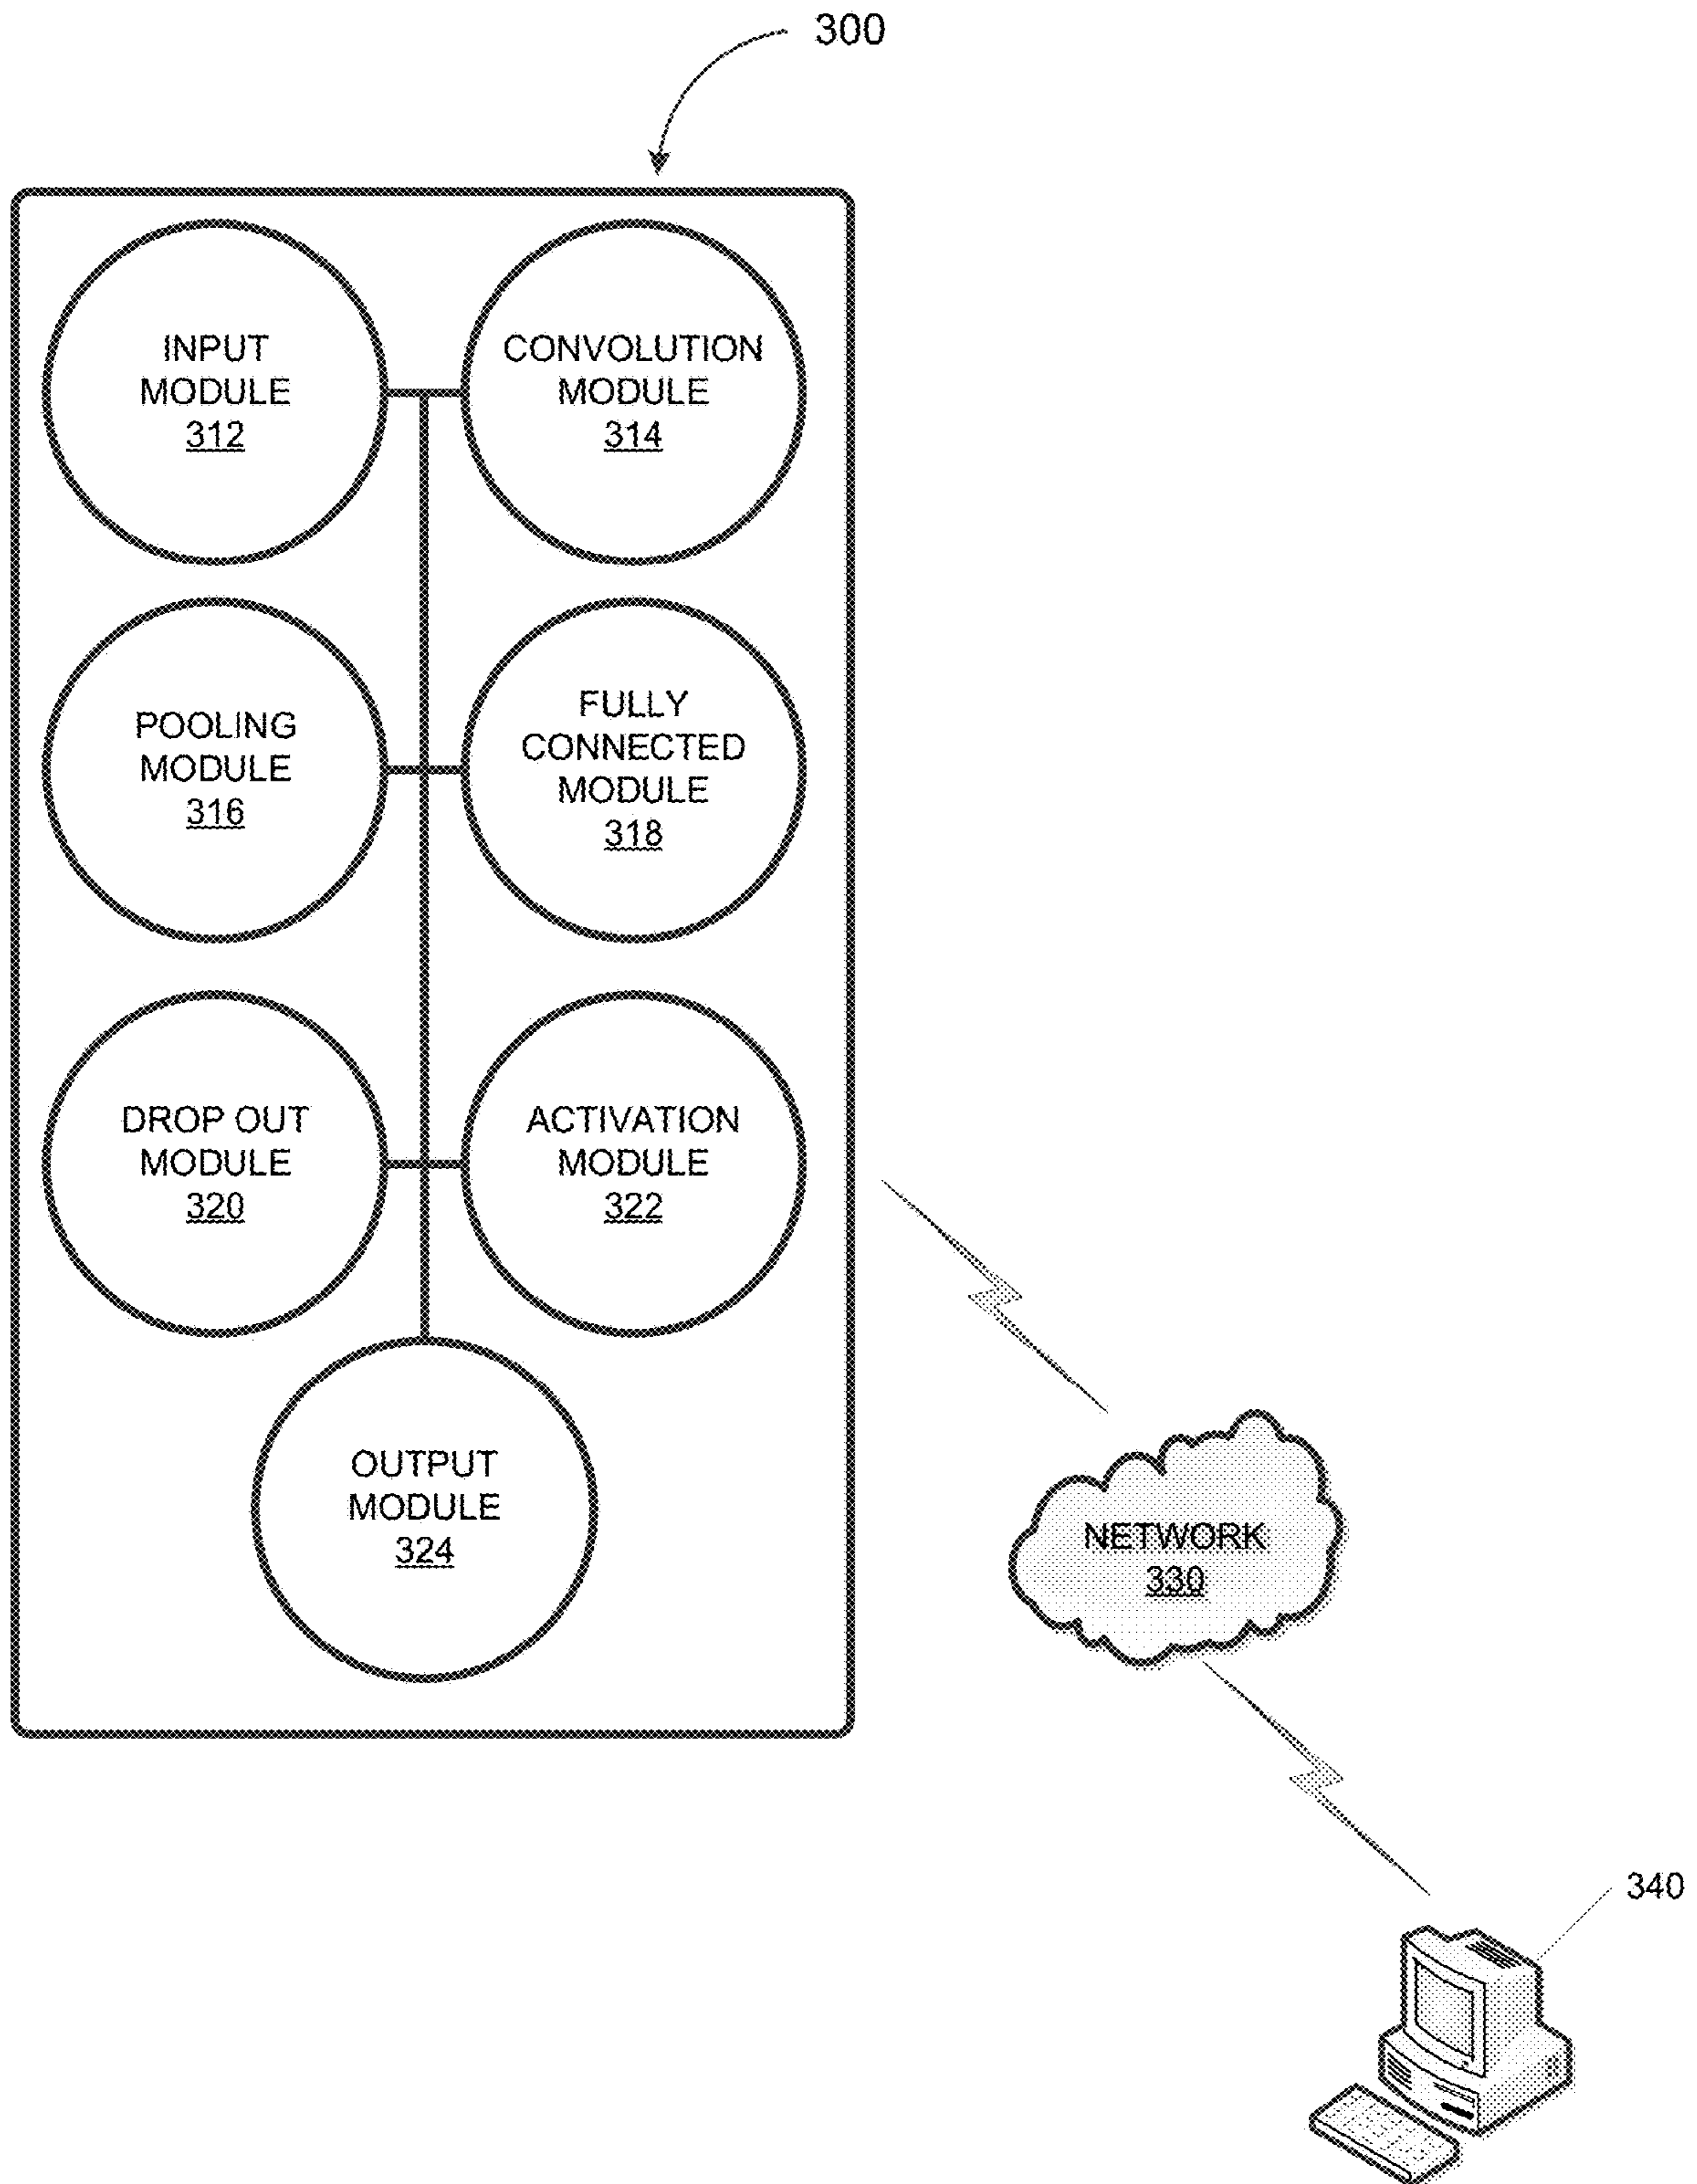 300
INPUT
MODULE
312
CONVOLUTION
MODULE
314
POOLING
MODULE
316
FULLY
CONNECTED
MODULE
318
DROP OUT
MODULE
320
ACTIVATION
MODULE
322
OUTPUT
MODULE
324
NETWORK
330
340